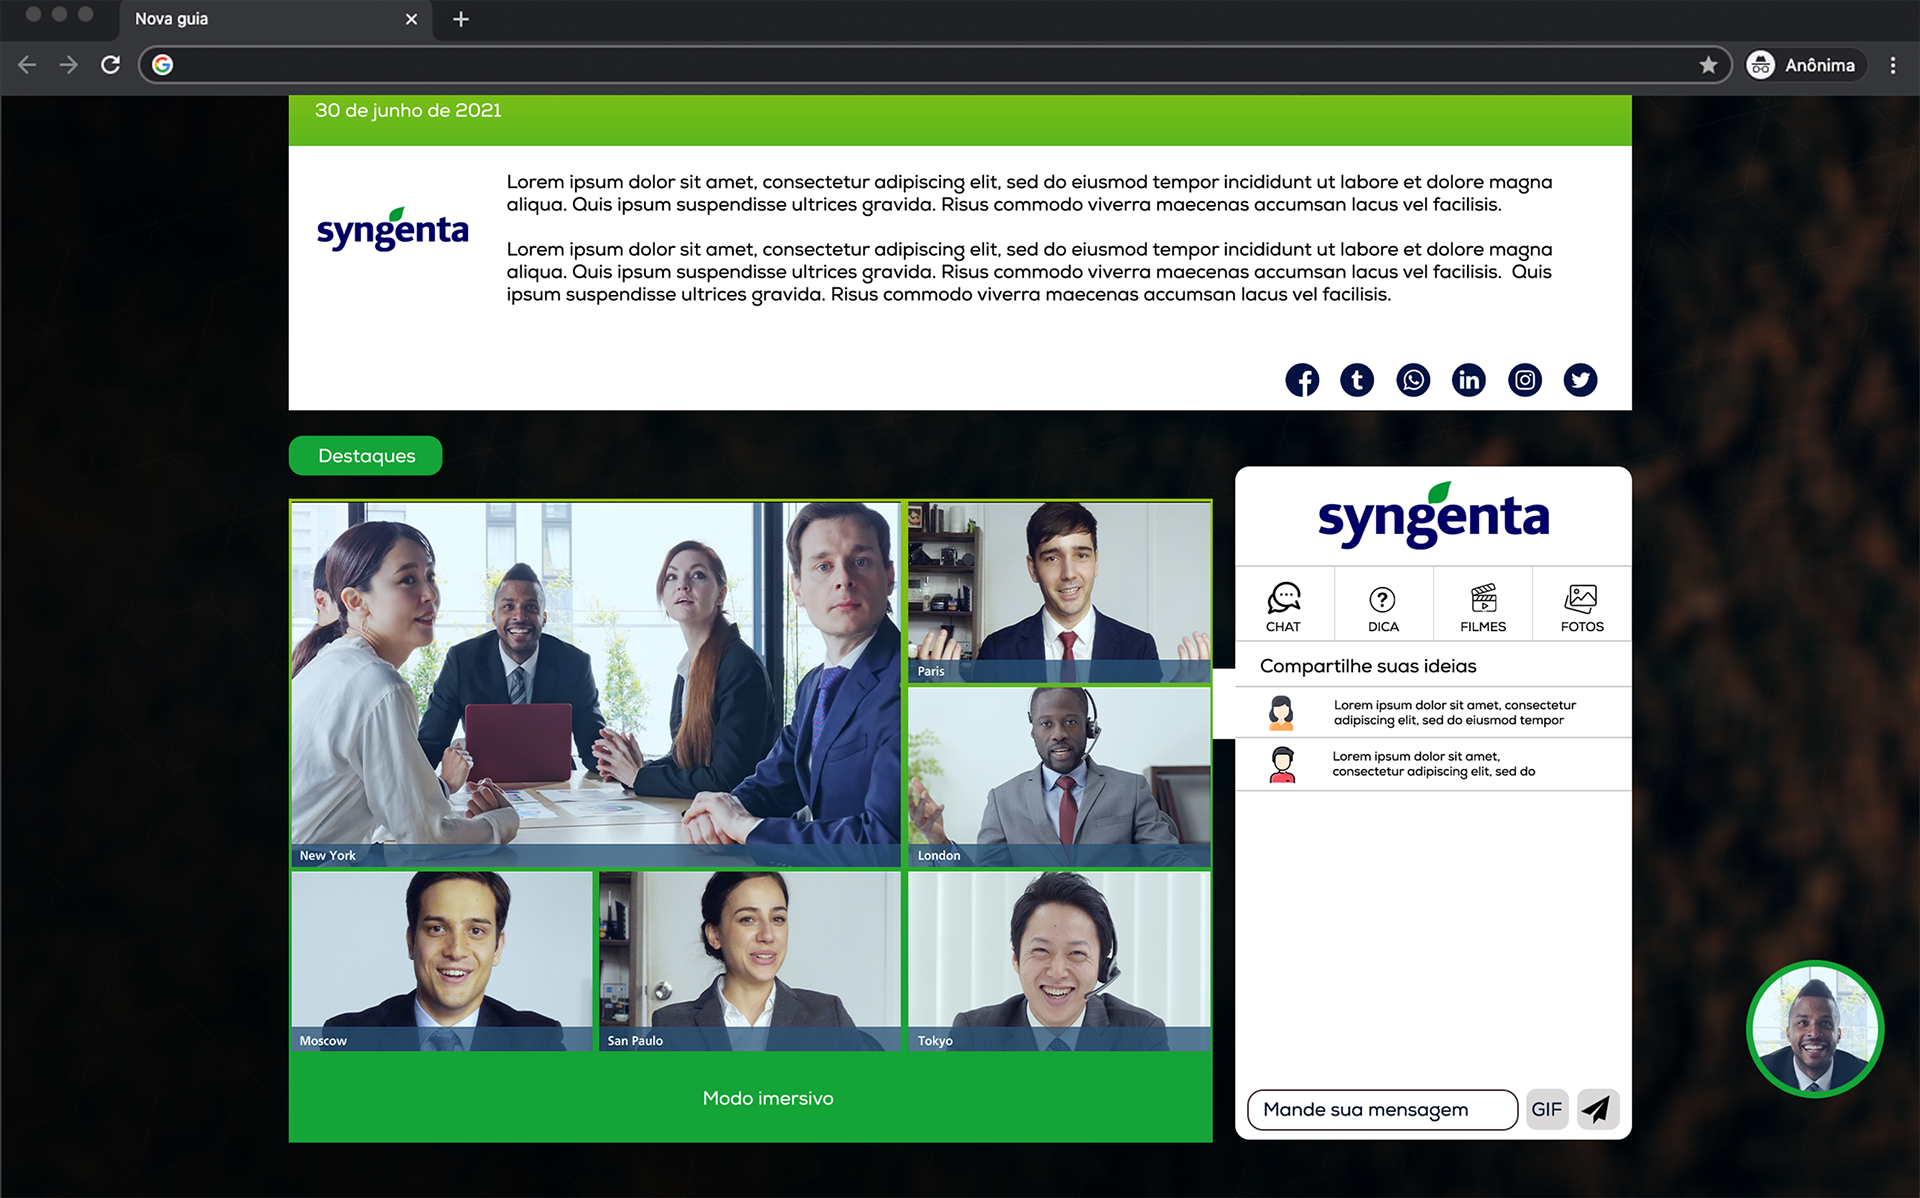 Nova guia
Anônima
30 de junho de 2021
syngenta
Lorem ipsum dolor sit amet, consectetur adipiscing elit, sed do eiusmod tempor incididunt ut labore et dolore magna
aliqua. Quis ipsum suspendisse ultrices gravida. Risus commodo viverra maecenas accumsan lacus vel facilisis.
Lorem ipsum dolor sit amet, consectetur adipiscing elit, sed do eiusmod tempor incididunt ut labore et dolore magna
aliqua. Quis ipsum suspendisse ultrices gravida. Risus commodo viverra maecenas accumsan lacus vel facilisis.  Quis
ipsum suspendisse ultrices gravida. Risus commodo viverra maecenas accumsan lacus vel facilisis.
Destaques
New York
Paris
London
Moscow
San Paulo
Tokyo
Modo imersivo
syngenta
CHAT
DICA
FILMES
FOTOS
Compartilhe suas ideias
Lorem ipsum dolor sit amet, consectetur
adipiscing elit, sed do eiusmod tempor
Lorem ipsum dolor sit amet,
consectetur adipiscing elit, sed do
Mande sua mensagem
GIF